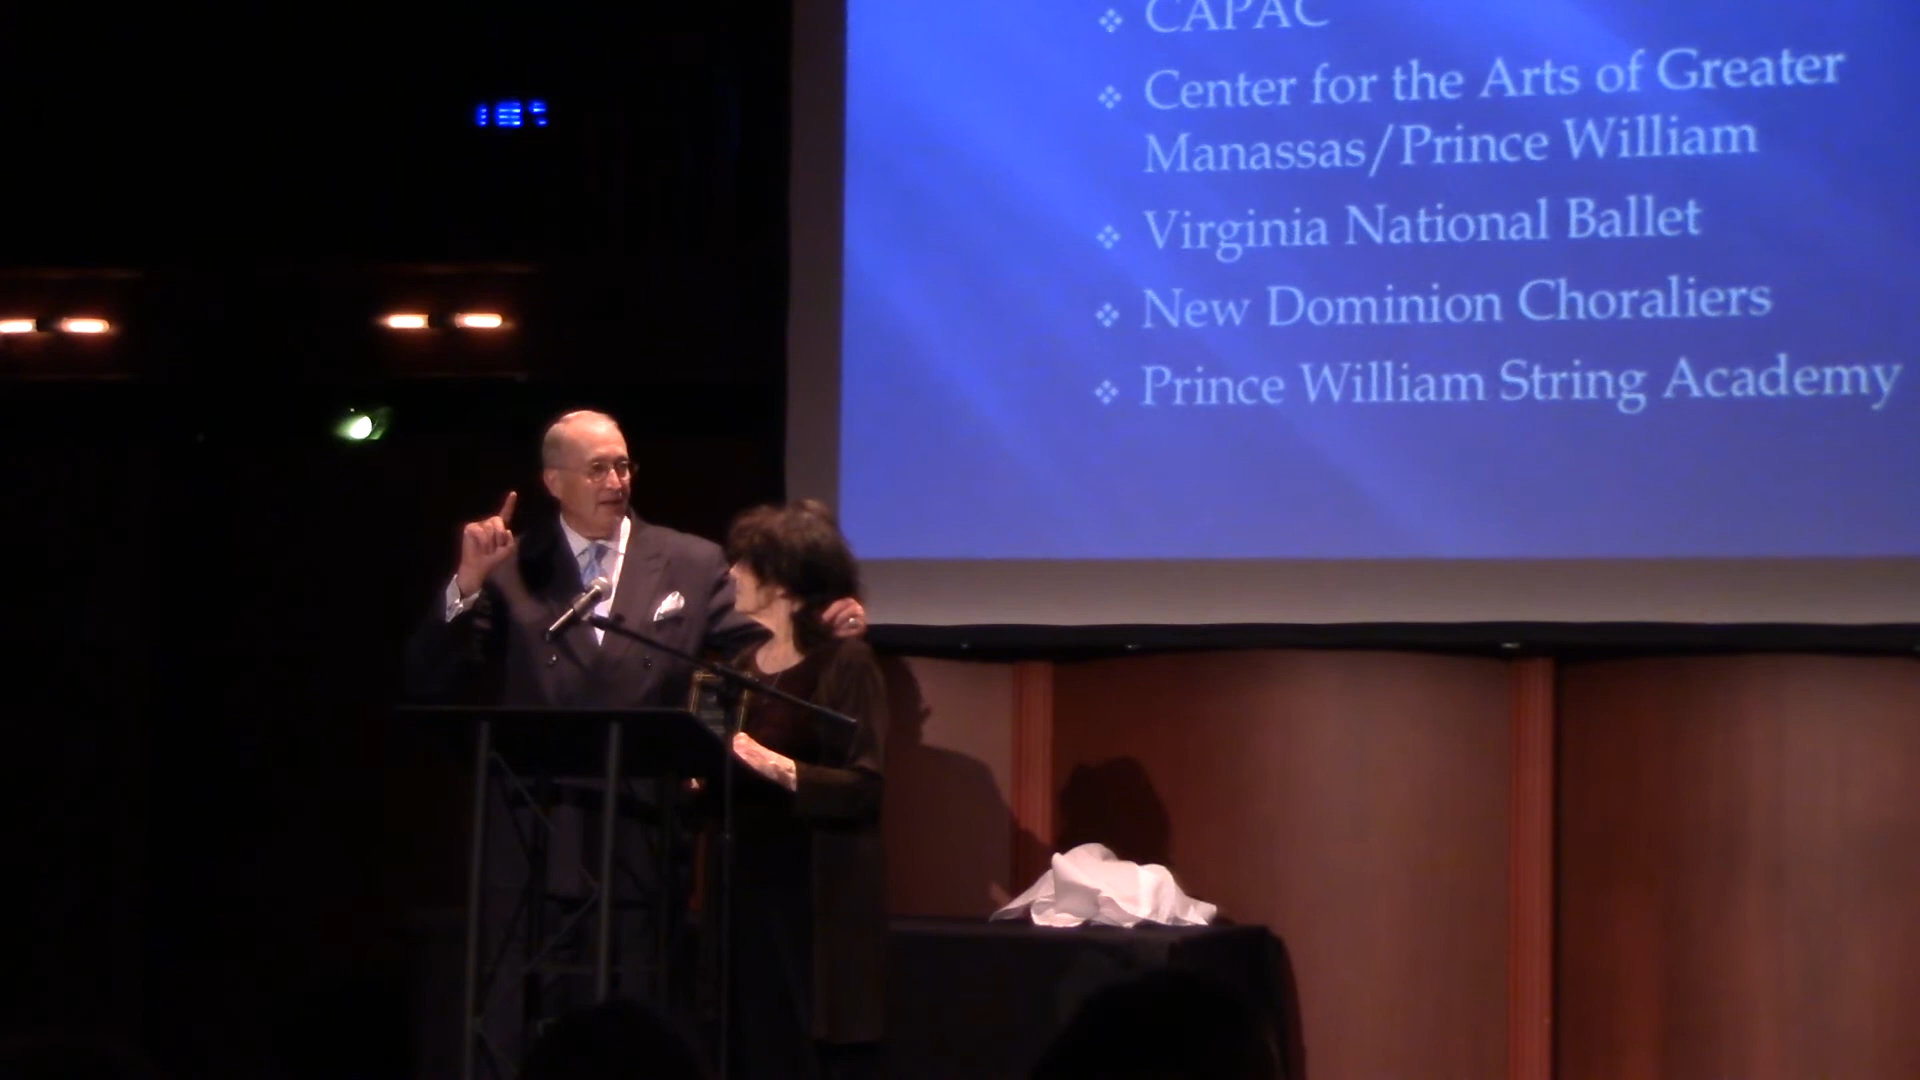 CAPAC
Center for the Arts of Greater
Manassas/Prince William
Virginia National Ballet
New Dominion Choraliers
Prince William String Academy